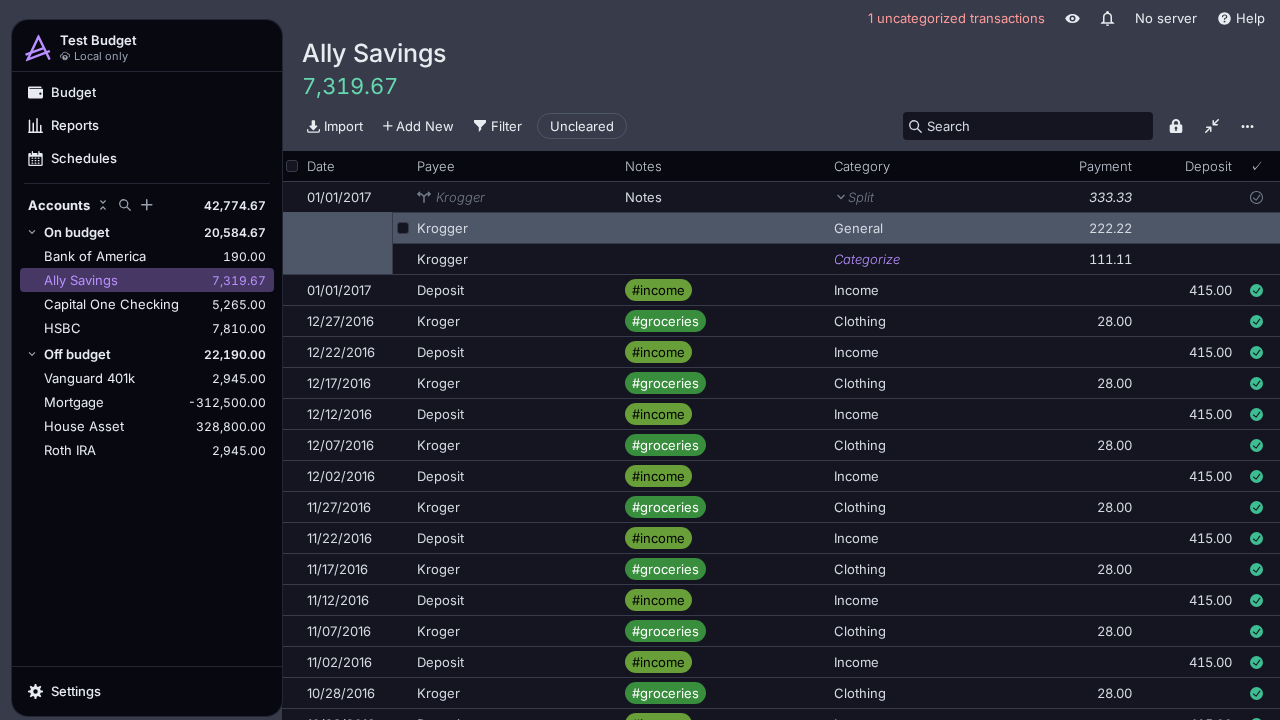 1 uncategorized transactions No server Help
Test Budget
Local only
Budget
Reports
Schedules
Accounts 42,774.67
On budget 20,584.67
Bank of America 190.00
Ally Savings 7,319.67
Capital One Checking 5,265.00
HSBC 7,810.00
Off budget 22,190.00
Vanguard 401k 2,945.00
Mortgage -312,500.00
House Asset 328,800.00
Roth IRA 2,945.00
Settings
Ally Savings
7,319.67
Import Add New Filter Uncleared Search
Date Payee Notes Category Payment Deposit ✓
01/01/2017 Krogger Notes Split 333.33
Krogger General 222.22
Krogger Categorize 111.11
01/01/2017 Deposit #income Income 415.00
12/27/2016 Kroger #groceries Clothing 28.00
12/22/2016 Deposit #income Income 415.00
12/17/2016 Kroger #groceries Clothing 28.00
12/12/2016 Deposit #income Income 415.00
12/07/2016 Kroger #groceries Clothing 28.00
12/02/2016 Deposit #income Income 415.00
11/27/2016 Kroger #groceries Clothing 28.00
11/22/2016 Deposit #income Income 415.00
11/17/2016 Kroger #groceries Clothing 28.00
11/12/2016 Deposit #income Income 415.00
11/07/2016 Kroger #groceries Clothing 28.00
11/02/2016 Deposit #income Income 415.00
10/28/2016 Kroger #groceries Clothing 28.00